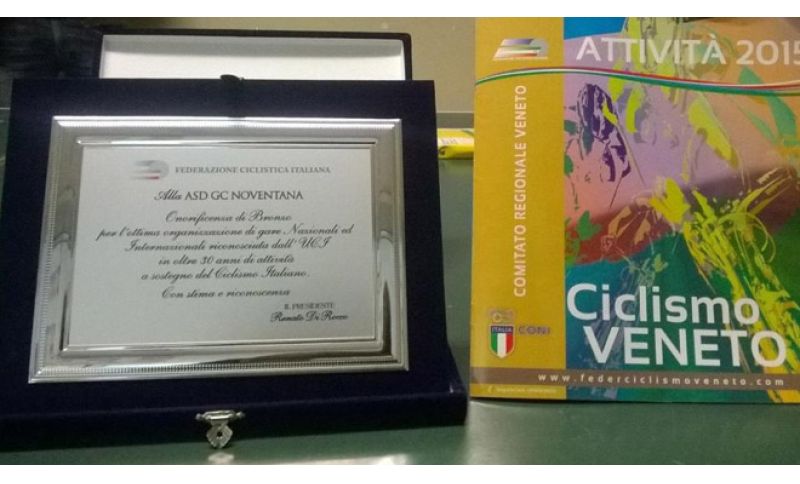 FEDERAZIONE CICLISTICA ITALIANA
Alla ASD GC NOVENTANA
Onorificenza di Bronzo
per l'ottima organizzazione di gare Nazionali ed
Internazionali riconosciuta dall' UCI
in oltre 30 anni di attività
a sostegno del Ciclismo Italiano.
Con stima e riconoscenza
IL PRESIDENTE
Renato Di Rocco
ATTIVITÀ 2015
COMITATO REGIONALE VENETO
ITALIA
CONI
Ciclismo
VENETO
www.federciclismoveneto.com